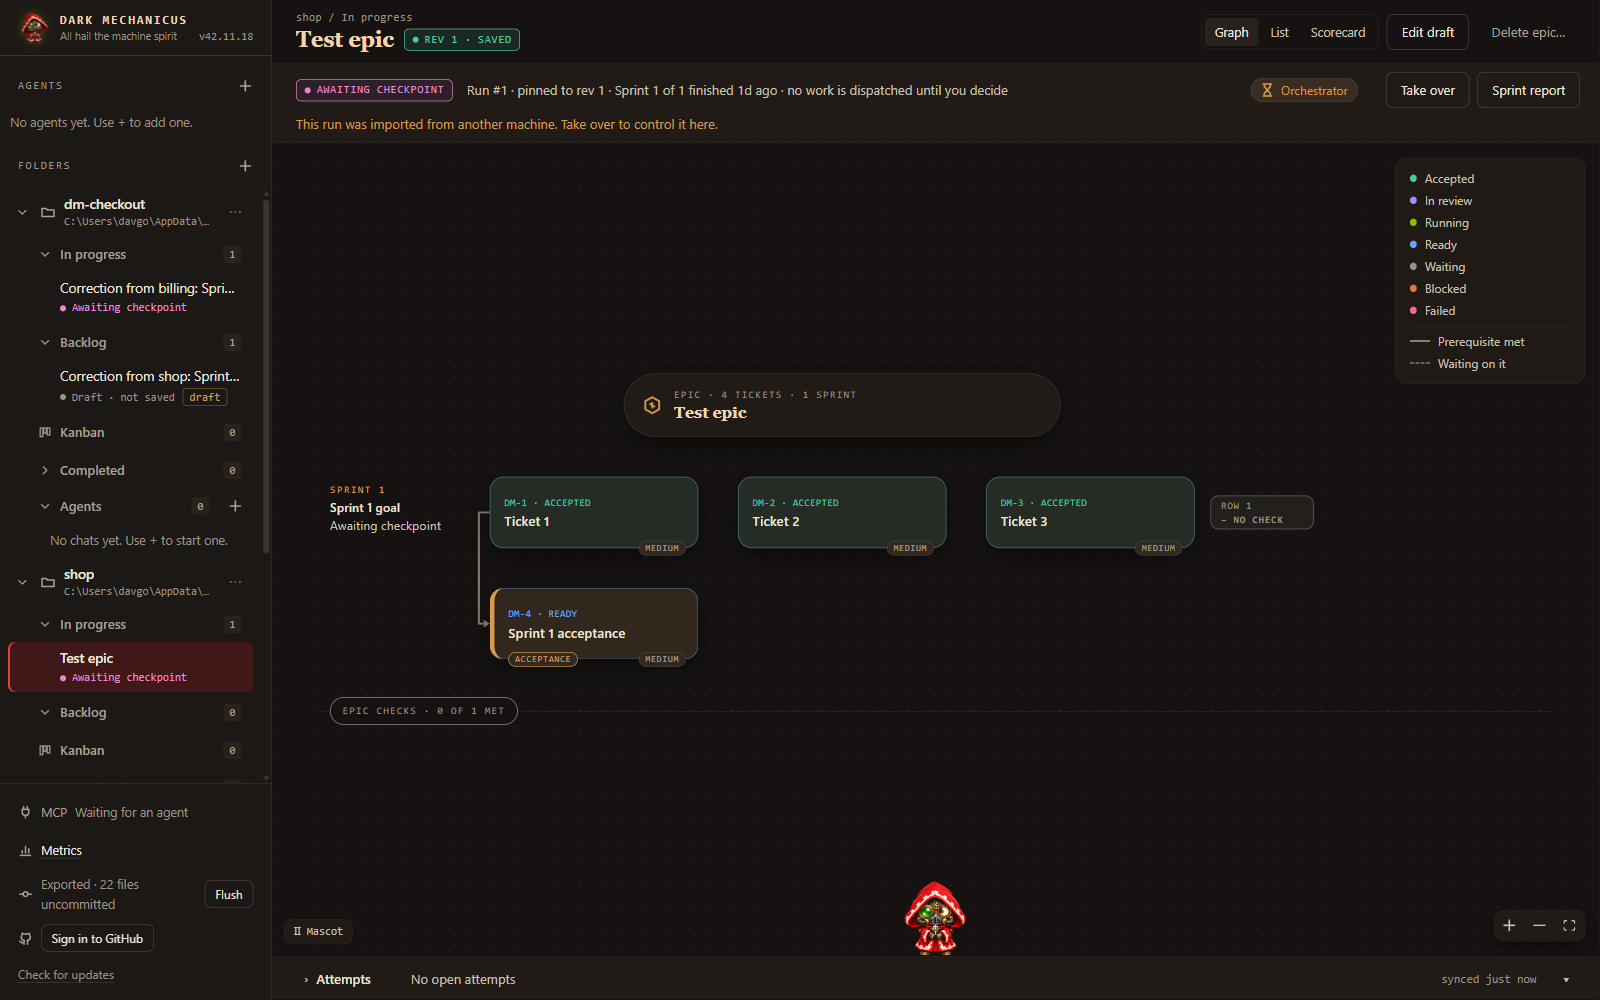 DARK MECHANICUS
All hail the machine spirit v42.11.18
AGENTS
No agents yet. Use + to add one.
FOLDERS
dm-checkout
C:\Users\davgo\AppData\…
In progress 1
Correction from billing: Spri…
Awaiting checkpoint
Backlog 1
Correction from shop: Sprint…
Draft · not saved draft
Kanban 0
Completed 0
Agents 0
No chats yet. Use + to start one.
shop
C:\Users\davgo\AppData\…
In progress 1
Test epic
Awaiting checkpoint
Backlog 0
Kanban 0
MCP Waiting for an agent
Metrics
Exported · 22 files
uncommitted
Flush
Sign in to GitHub
Check for updates
shop / In progress
Test epic REV 1 · SAVED
Graph List Scorecard Edit draft Delete epic...
AWAITING CHECKPOINT Run #1 · pinned to rev 1 · Sprint 1 of 1 finished 1d ago · no work is dispatched until you decide
Orchestrator Take over Sprint report
This run was imported from another machine. Take over to control it here.
Accepted
In review
Running
Ready
Waiting
Blocked
Failed
Prerequisite met
Waiting on it
EPIC · 4 TICKETS · 1 SPRINT
Test epic
SPRINT 1
Sprint 1 goal
Awaiting checkpoint
DM-1 · ACCEPTED
Ticket 1
MEDIUM
DM-2 · ACCEPTED
Ticket 2
MEDIUM
DM-3 · ACCEPTED
Ticket 3
MEDIUM
ROW 1
– NO CHECK
DM-4 · READY
Sprint 1 acceptance
ACCEPTANCE MEDIUM
EPIC CHECKS · 0 OF 1 MET
Mascot
Attempts No open attempts
synced just now